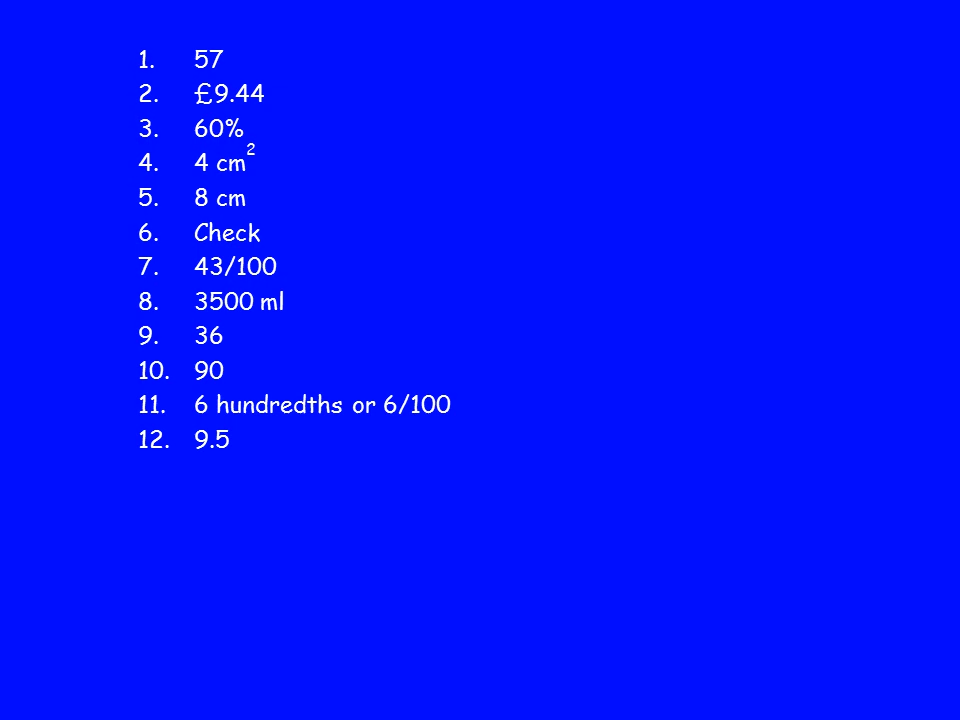 1. 57
2. £9.44
3. 60%
4. 4 cm²
5. 8 cm
6. Check
7. 43/100
8. 3500 ml
9. 36
10. 90
11. 6 hundredths or 6/100
12. 9.5